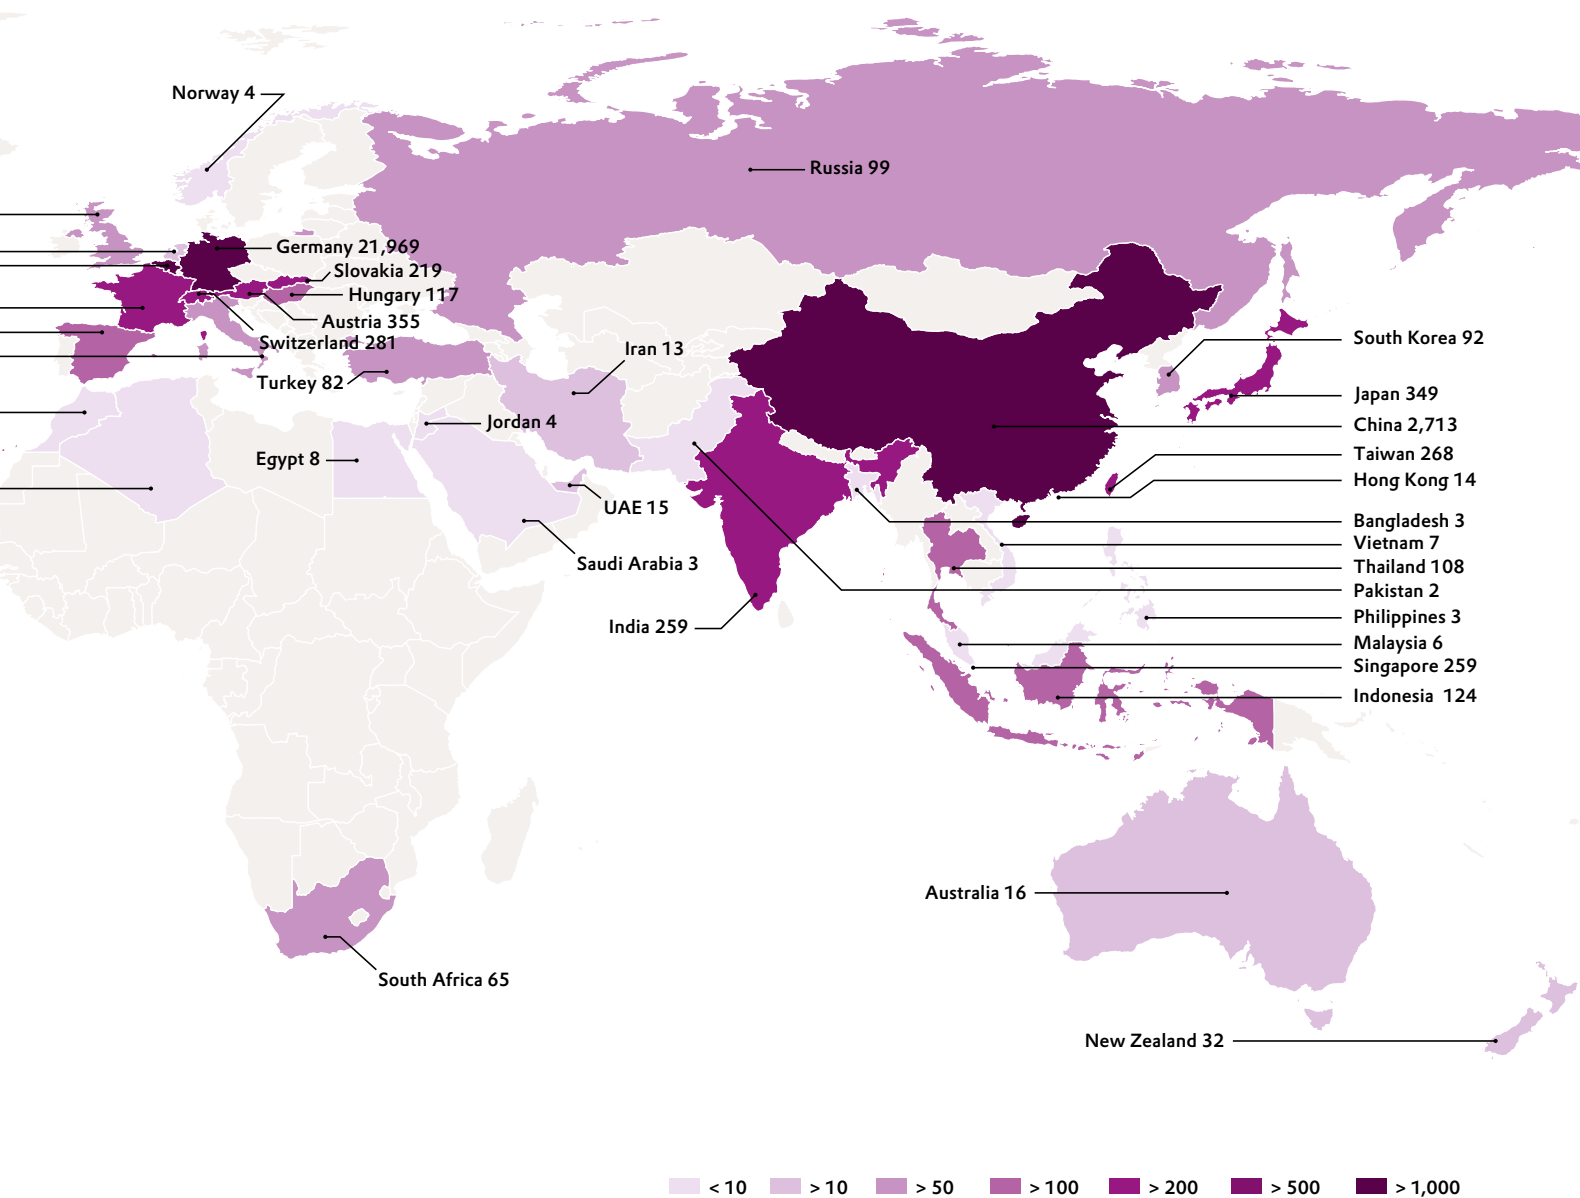 Norway 4
Russia 99
Germany 21,969
Slovakia 219
Hungary 117
Austria 355
Switzerland 281
Turkey 82
Iran 13
Jordan 4
Egypt 8
UAE 15
Saudi Arabia 3
India 259
South Korea 92
Japan 349
China 2,713
Taiwan 268
Hong Kong 14
Bangladesh 3
Vietnam 7
Thailand 108
Pakistan 2
Philippines 3
Malaysia 6
Singapore 259
Indonesia 124
Australia 16
South Africa 65
New Zealand 32
< 10 > 10 > 50 > 100 > 200 > 500 > 1,000